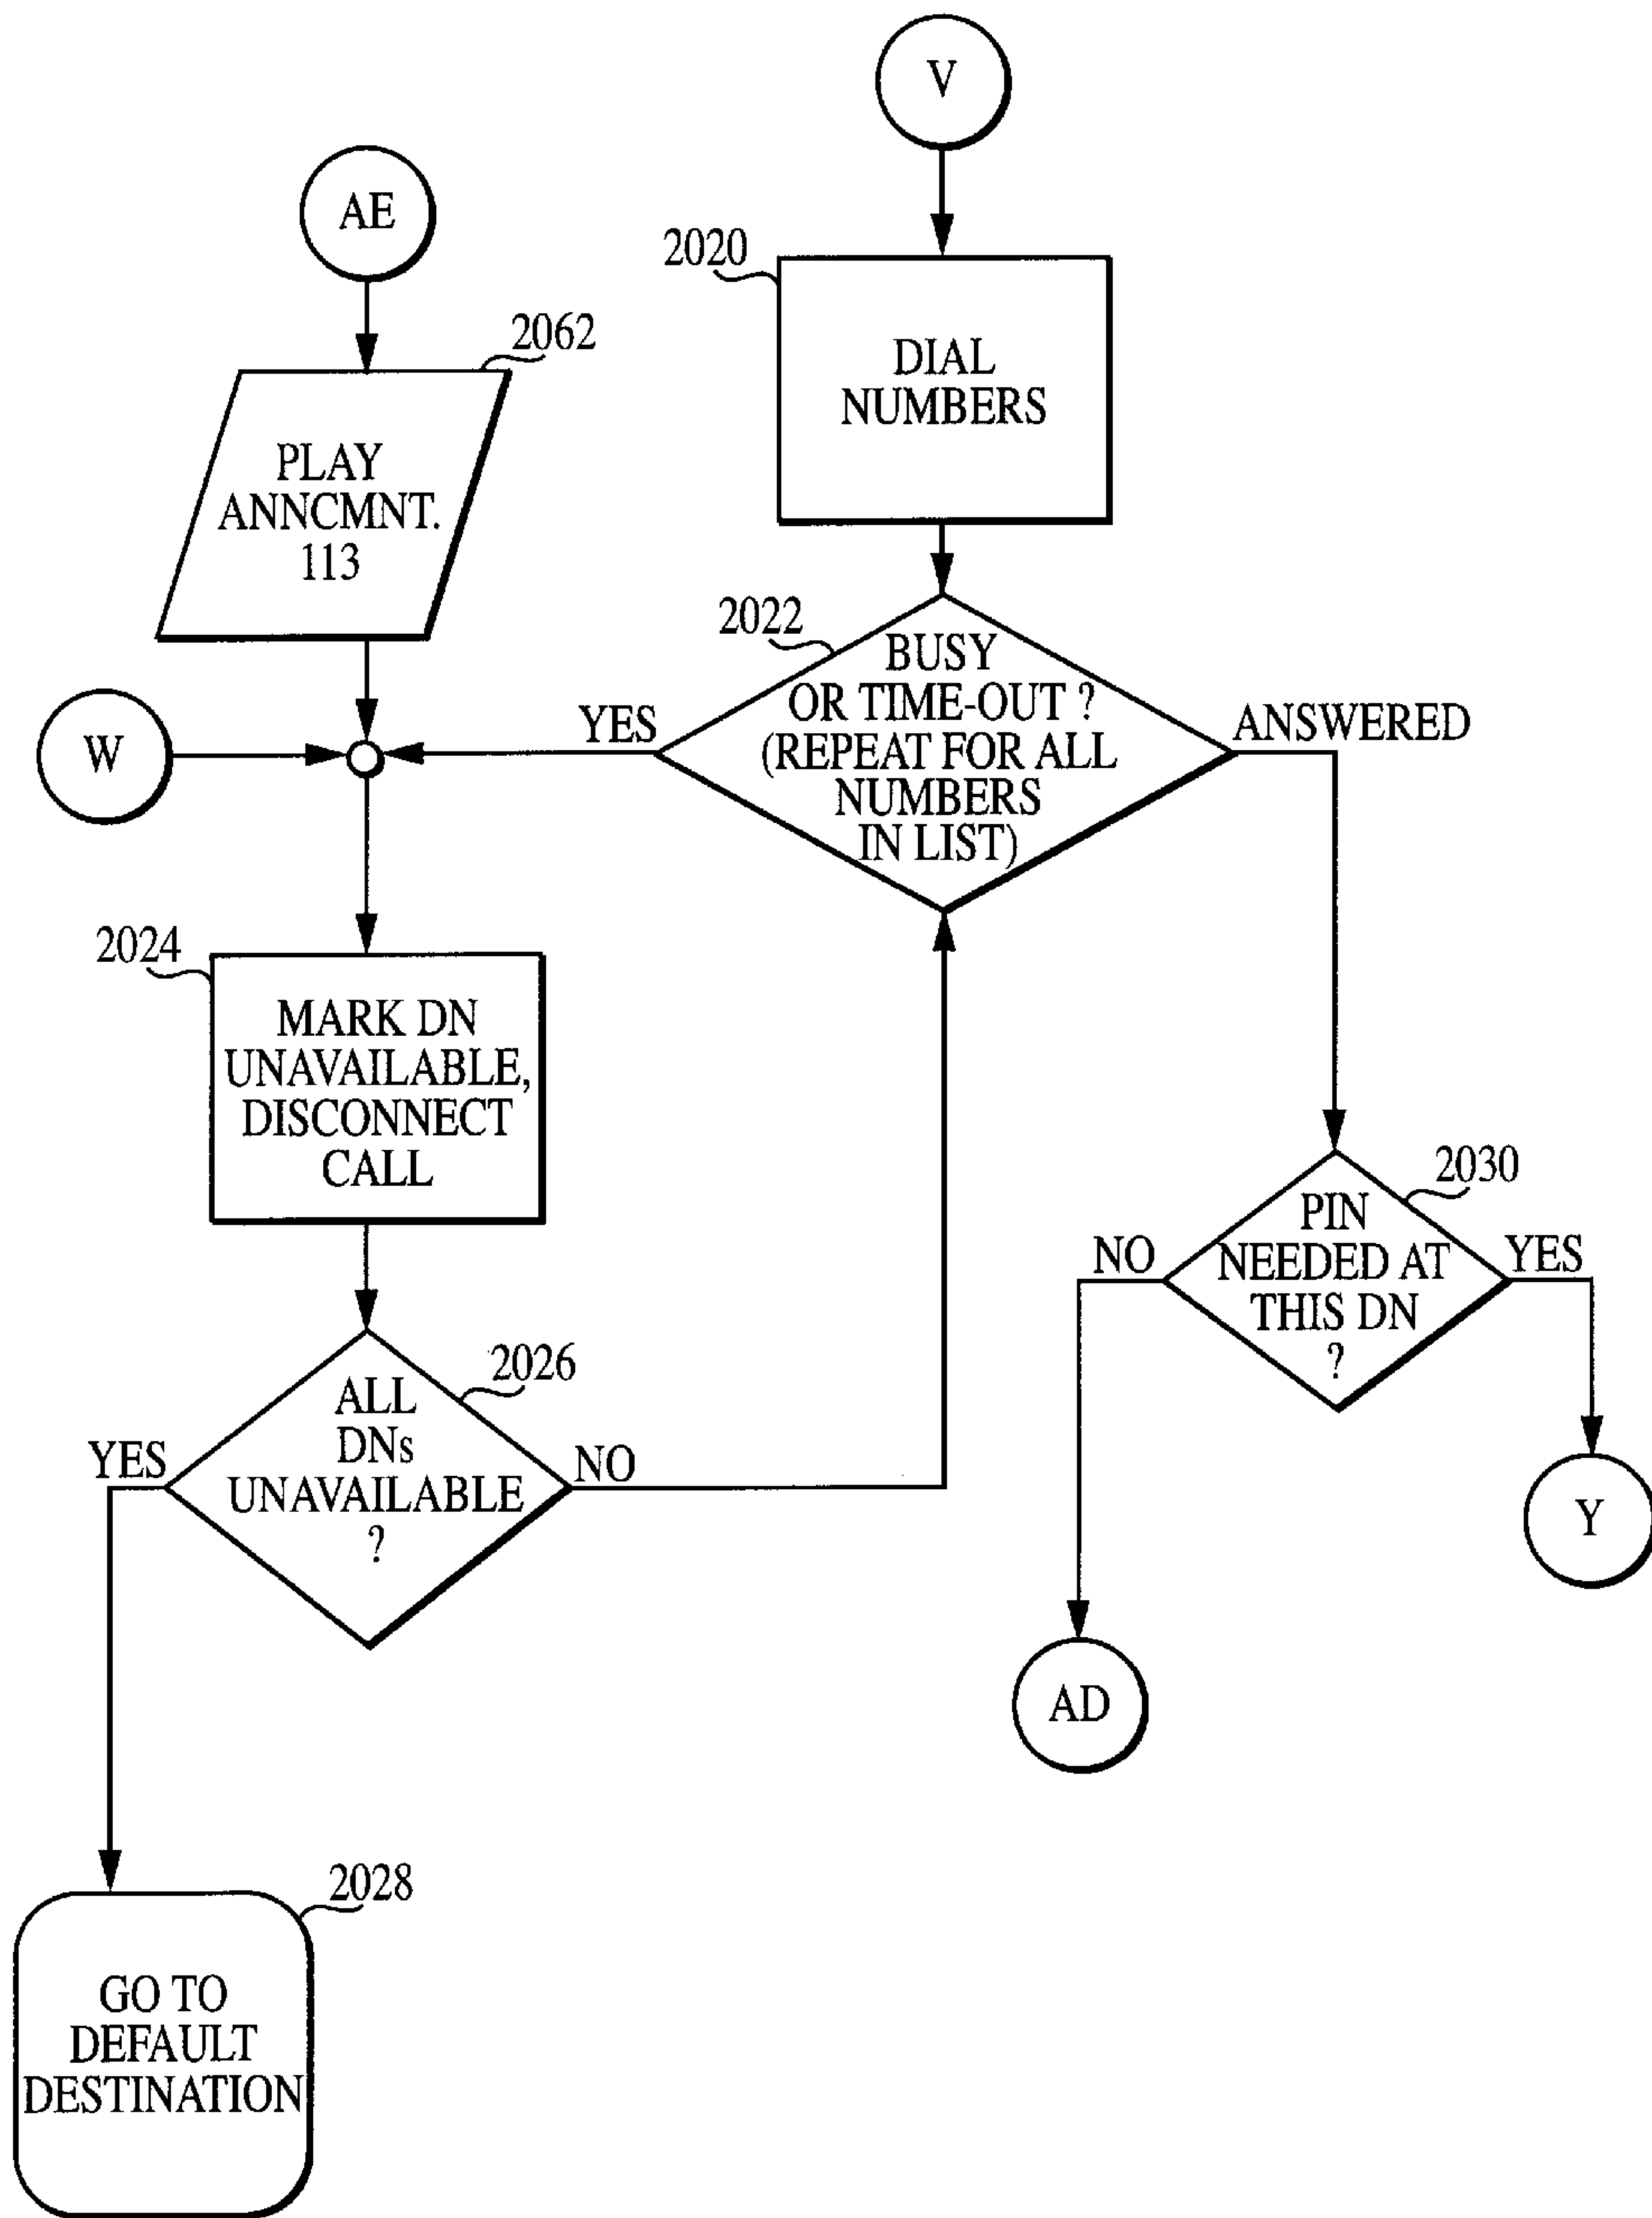 V
AE
2020
2062
DIAL
NUMBERS
PLAY
ANNCMNT.
113
2022
BUSY
OR TIME-OUT ?
(REPEAT FOR ALL
NUMBERS
IN LIST)
YES
ANSWERED
W
2024
MARK DN
UNAVAILABLE,
DISCONNECT
CALL
2030
PIN
NEEDED AT
THIS DN
?
NO
YES
2026
ALL
DNs
UNAVAILABLE
?
YES
NO
Y
AD
2028
GO TO
DEFAULT
DESTINATION